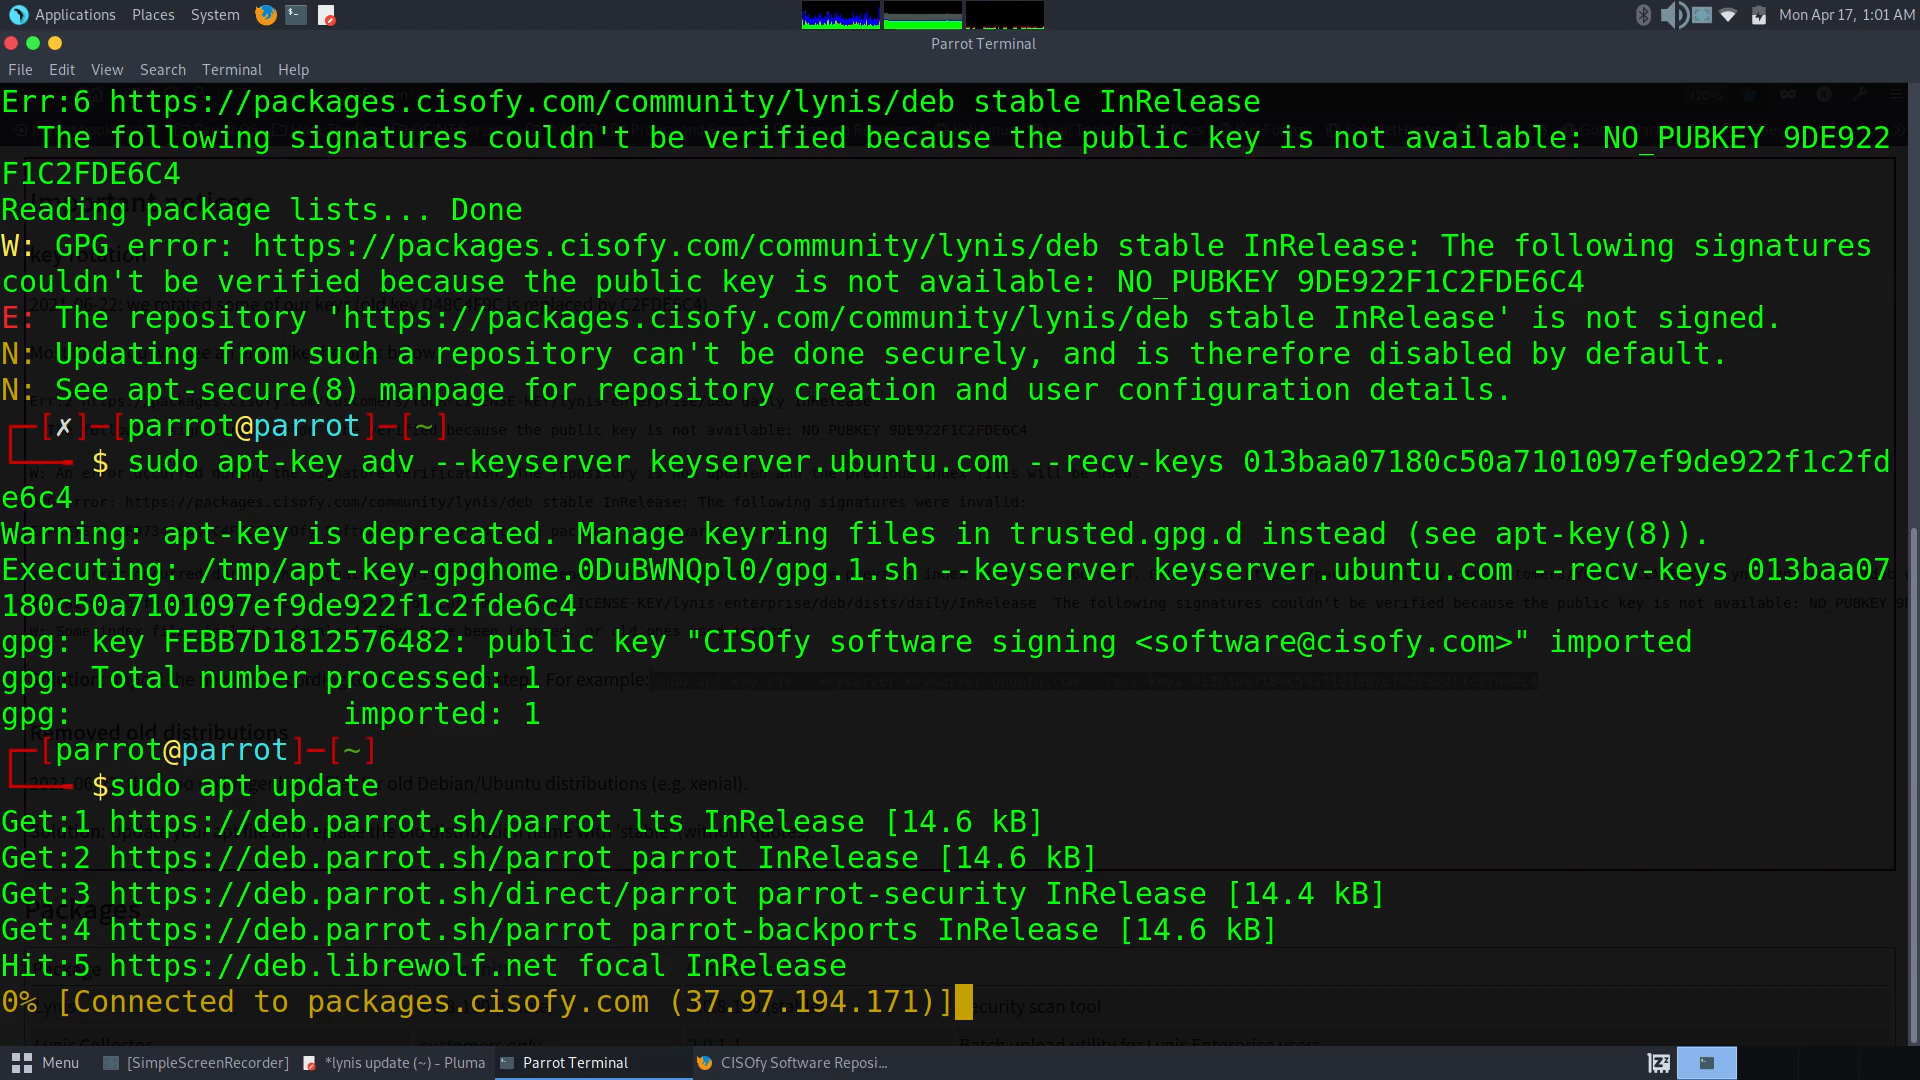 Applications Places System Mon Apr 17, 1:01 AM
Parrot Terminal
File Edit View Search Terminal Help
Err:6 https://packages.cisofy.com/community/lynis/deb stable InRelease
The following signatures couldn't be verified because the public key is not available: NO_PUBKEY 9DE922
F1C2FDE6C4
Reading package lists... Done
W: GPG error: https://packages.cisofy.com/community/lynis/deb stable InRelease: The following signatures
couldn't be verified because the public key is not available: NO_PUBKEY 9DE922F1C2FDE6C4
E: The repository 'https://packages.cisofy.com/community/lynis/deb stable InRelease' is not signed.
N: Updating from such a repository can't be done securely, and is therefore disabled by default.
N: See apt-secure(8) manpage for repository creation and user configuration details.
┌─[✗]─[parrot@parrot]─[~]
└──╼ $ sudo apt-key adv --keyserver keyserver.ubuntu.com --recv-keys 013baa07180c50a7101097ef9de922f1c2fd
e6c4
Warning: apt-key is deprecated. Manage keyring files in trusted.gpg.d instead (see apt-key(8)).
Executing: /tmp/apt-key-gpghome.0DuBWNQpl0/gpg.1.sh --keyserver keyserver.ubuntu.com --recv-keys 013baa07
180c50a7101097ef9de922f1c2fde6c4
gpg: key FEBB7D1812576482: public key "CISOfy software signing <software@cisofy.com>" imported
gpg: Total number processed: 1
gpg: imported: 1
┌─[parrot@parrot]─[~]
└──╼ $sudo apt update
Get:1 https://deb.parrot.sh/parrot lts InRelease [14.6 kB]
Get:2 https://deb.parrot.sh/parrot parrot InRelease [14.6 kB]
Get:3 https://deb.parrot.sh/direct/parrot parrot-security InRelease [14.4 kB]
Get:4 https://deb.parrot.sh/parrot parrot-backports InRelease [14.6 kB]
Hit:5 https://deb.librewolf.net focal InRelease
0% [Connected to packages.cisofy.com (37.97.194.171)]
Menu [SimpleScreenRecorder] *lynis update (~) - Pluma Parrot Terminal CISOfy Software Reposi...